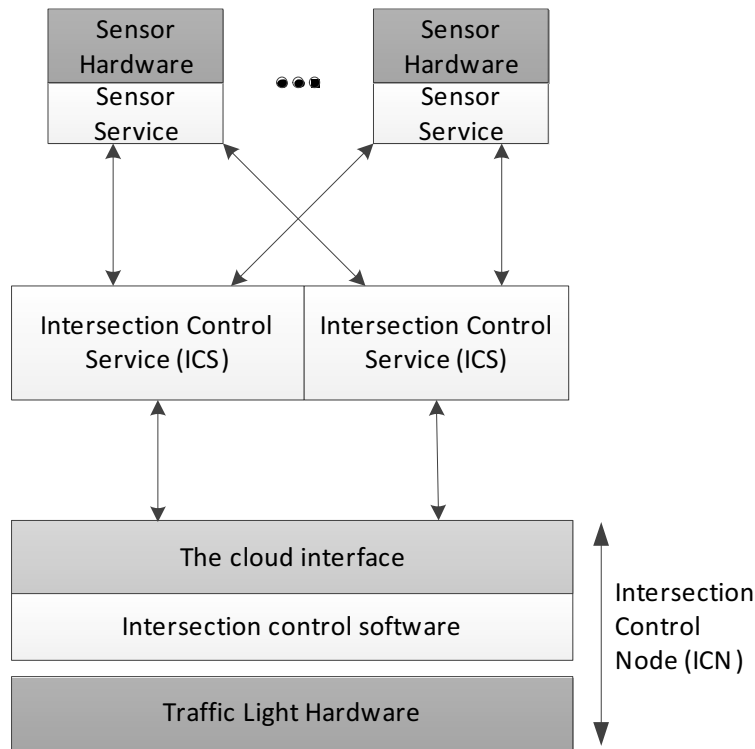 Sensor
Hardware
Sensor
Service
Sensor
Hardware
Sensor
Service
Intersection Control
Service (ICS)
Intersection Control
Service (ICS)
The cloud interface
Intersection control software
Traffic Light Hardware
Intersection
Control
Node (ICN)